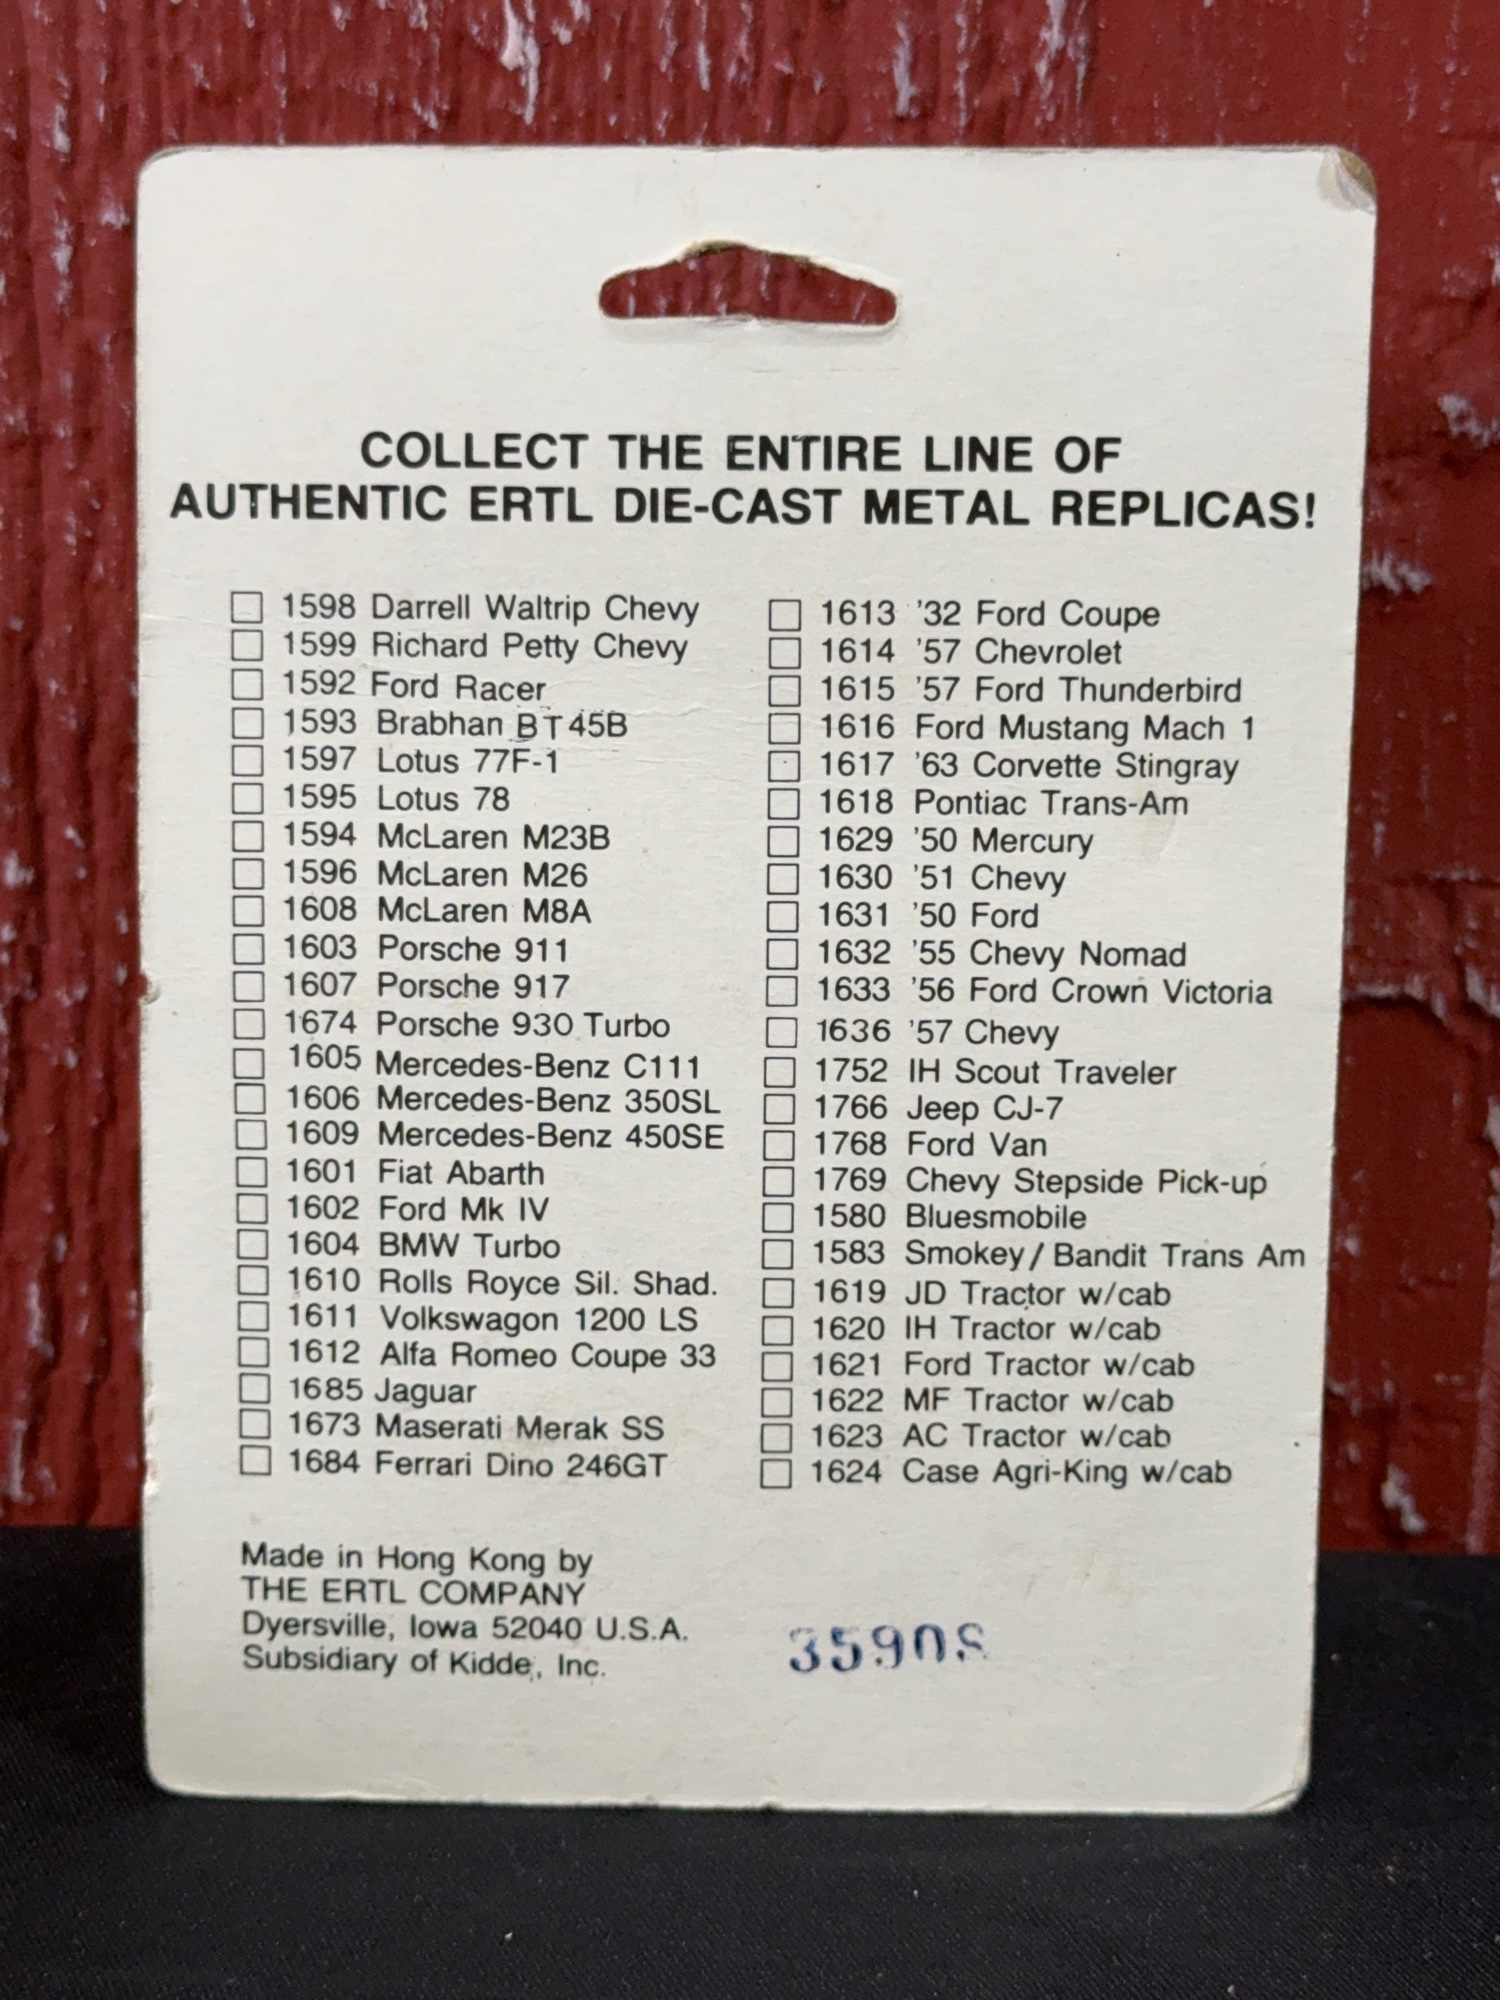 COLLECT THE ENTIRE LINE OF
AUTHENTIC ERTL DIE-CAST METAL REPLICAS!
1598 Darrell Waltrip Chevy
1599 Richard Petty Chevy
1592 Ford Racer
1593 Brabhan BT45B
1597 Lotus 77F-1
1595 Lotus 78
1594 McLaren M23B
1596 McLaren M26
1608 McLaren M8A
1603 Porsche 911
1607 Porsche 917
1674 Porsche 930 Turbo
1605 Mercedes-Benz C111
1606 Mercedes-Benz 350SL
1609 Mercedes-Benz 450SE
1601 Fiat Abarth
1602 Ford Mk IV
1604 BMW Turbo
1610 Rolls Royce Sil. Shad.
1611 Volkswagon 1200 LS
1612 Alfa Romeo Coupe 33
1685 Jaguar
1673 Maserati Merak SS
1684 Ferrari Dino 246GT
1613 '32 Ford Coupe
1614 '57 Chevrolet
1615 '57 Ford Thunderbird
1616 Ford Mustang Mach 1
1617 '63 Corvette Stingray
1618 Pontiac Trans-Am
1629 '50 Mercury
1630 '51 Chevy
1631 '50 Ford
1632 '55 Chevy Nomad
1633 '56 Ford Crown Victoria
1636 '57 Chevy
1752 IH Scout Traveler
1766 Jeep CJ-7
1768 Ford Van
1769 Chevy Stepside Pick-up
1580 Bluesmobile
1583 Smokey/Bandit Trans Am
1619 JD Tractor w/cab
1620 IH Tractor w/cab
1621 Ford Tractor w/cab
1622 MF Tractor w/cab
1623 AC Tractor w/cab
1624 Case Agri-King w/cab
Made in Hong Kong by
THE ERTL COMPANY
Dyersville, Iowa 52040 U.S.A.
Subsidiary of Kidde, Inc.